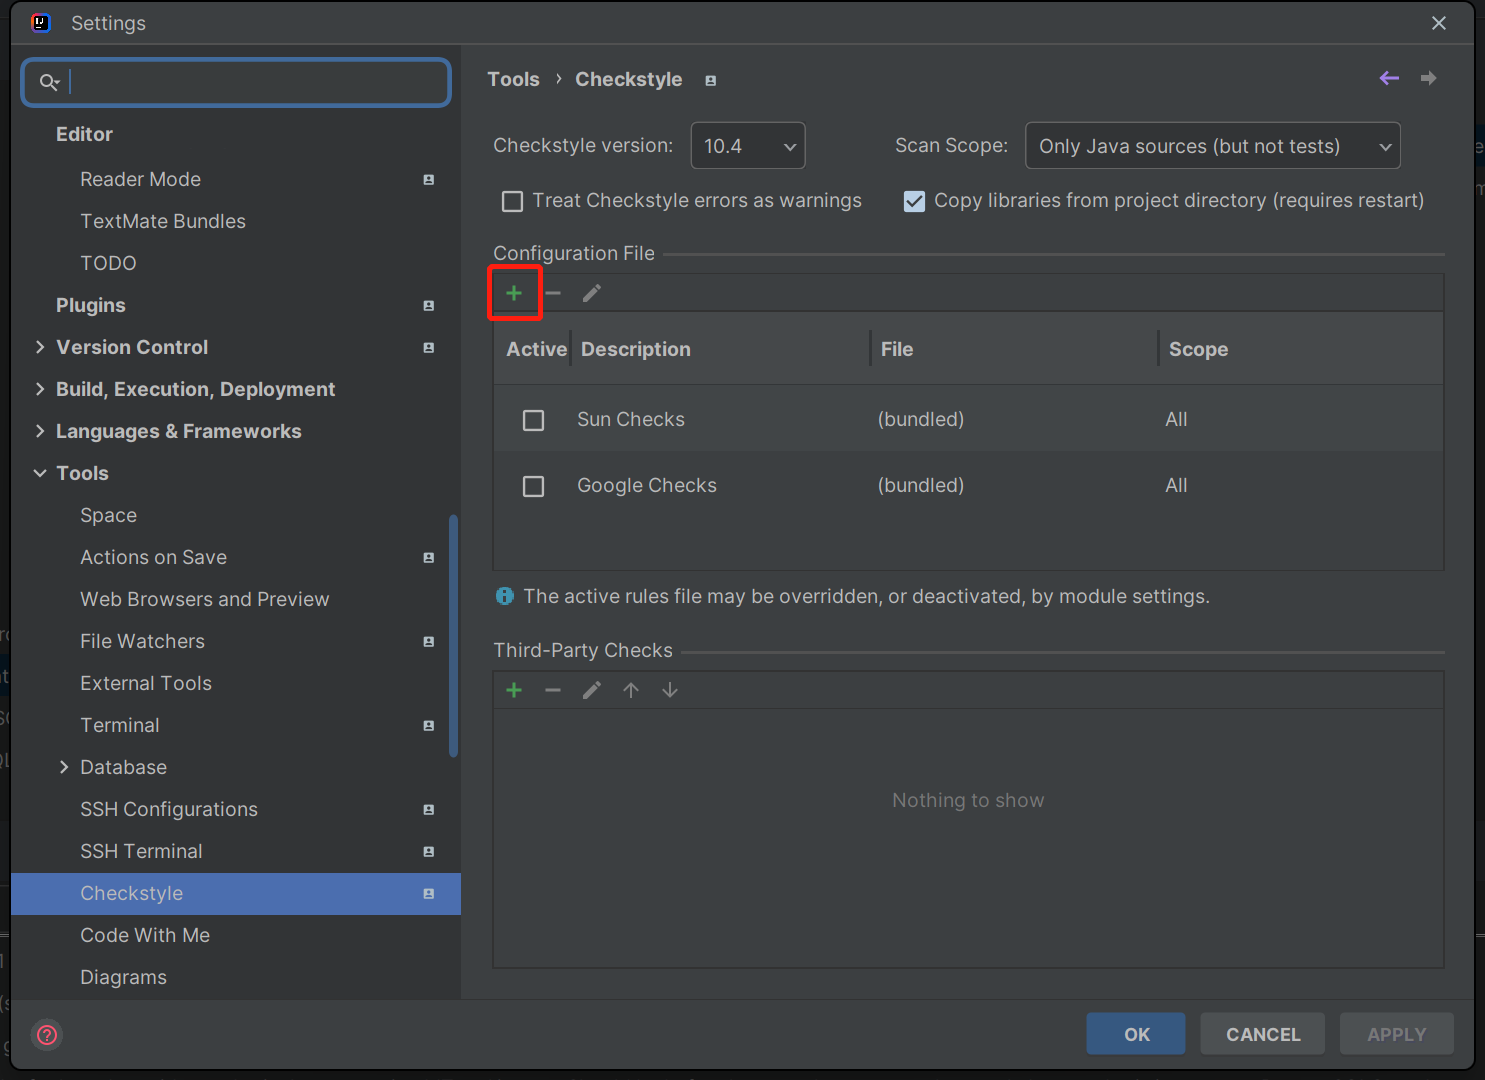 Settings
Editor
Reader Mode
TextMate Bundles
TODO
Plugins
Version Control
Build, Execution, Deployment
Languages & Frameworks
Tools
Space
Actions on Save
Web Browsers and Preview
File Watchers
External Tools
Terminal
Database
SSH Configurations
SSH Terminal
Checkstyle
Code With Me
Diagrams
Tools › Checkstyle
Checkstyle version: 10.4 Scan Scope: Only Java sources (but not tests)
Treat Checkstyle errors as warnings Copy libraries from project directory (requires restart)
Configuration File
Active Description File Scope
Sun Checks (bundled) All
Google Checks (bundled) All
The active rules file may be overridden, or deactivated, by module settings.
Third-Party Checks
Nothing to show
OK CANCEL APPLY